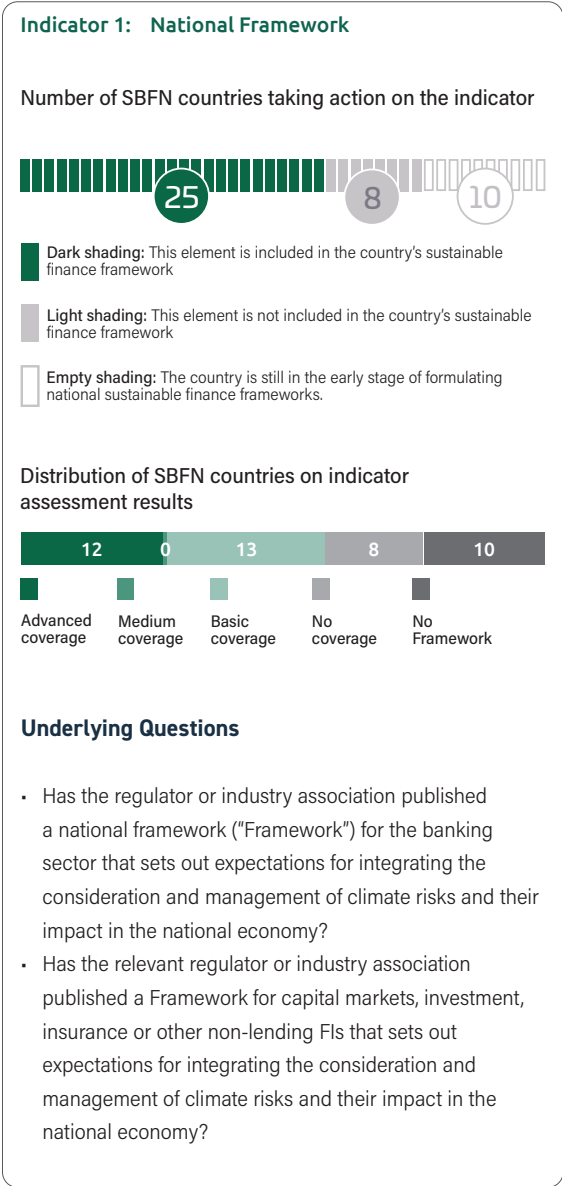 Indicator 1: National Framework
Number of SBFN countries taking action on the indicator
25
8
10
Dark shading: This element is included in the country's sustainable
finance framework
Light shading: This element is not included in the country's sustainable
finance framework
Empty shading: The country is still in the early stage of formulating
national sustainable finance frameworks.
Distribution of SBFN countries on indicator
assessment results
12 0 13 8 10
Advanced
coverage
Medium
coverage
Basic
coverage
No
coverage
No
Framework
Underlying Questions
• Has the regulator or industry association published
a national framework ("Framework") for the banking
sector that sets out expectations for integrating the
consideration and management of climate risks and their
impact in the national economy?
• Has the relevant regulator or industry association
published a Framework for capital markets, investment,
insurance or other non-lending FIs that sets out
expectations for integrating the consideration and
management of climate risks and their impact in the
national economy?